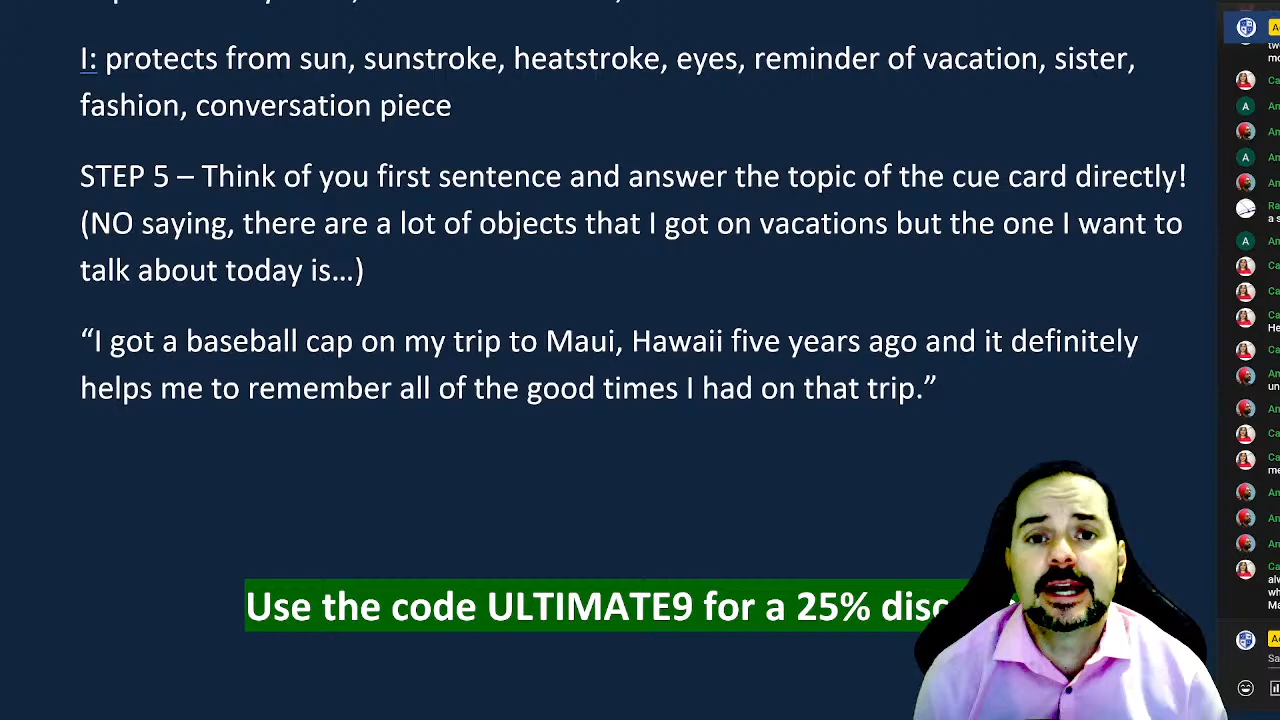 I: protects from sun, sunstroke, heatstroke, eyes, reminder of vacation, sister,
fashion, conversation piece
STEP 5 – Think of you first sentence and answer the topic of the cue card directly!
(NO saying, there are a lot of objects that I got on vacations but the one I want to
talk about today is…)
“I got a baseball cap on my trip to Maui, Hawaii five years ago and it definitely
helps me to remember all of the good times I had on that trip.”
Use the code ULTIMATE9 for a 25%